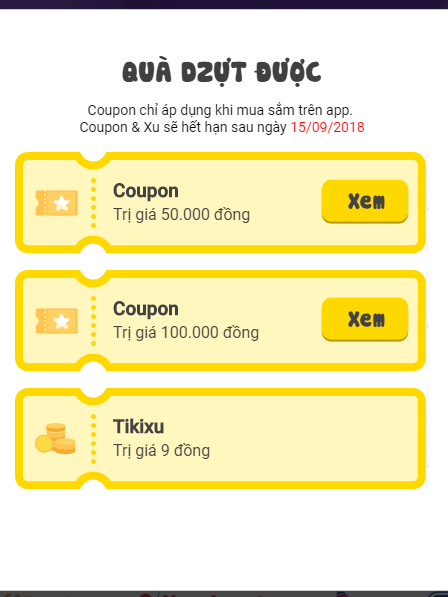 QUÀ DZỰT ĐƯỢC
Coupon chỉ áp dụng khi mua sắm trên app.
Coupon & Xu sẽ hết hạn sau ngày 15/09/2018
Coupon
Trị giá 50.000 đồng
Xem
Coupon
Trị giá 100.000 đồng
Xem
Tikixu
Trị giá 9 đồng